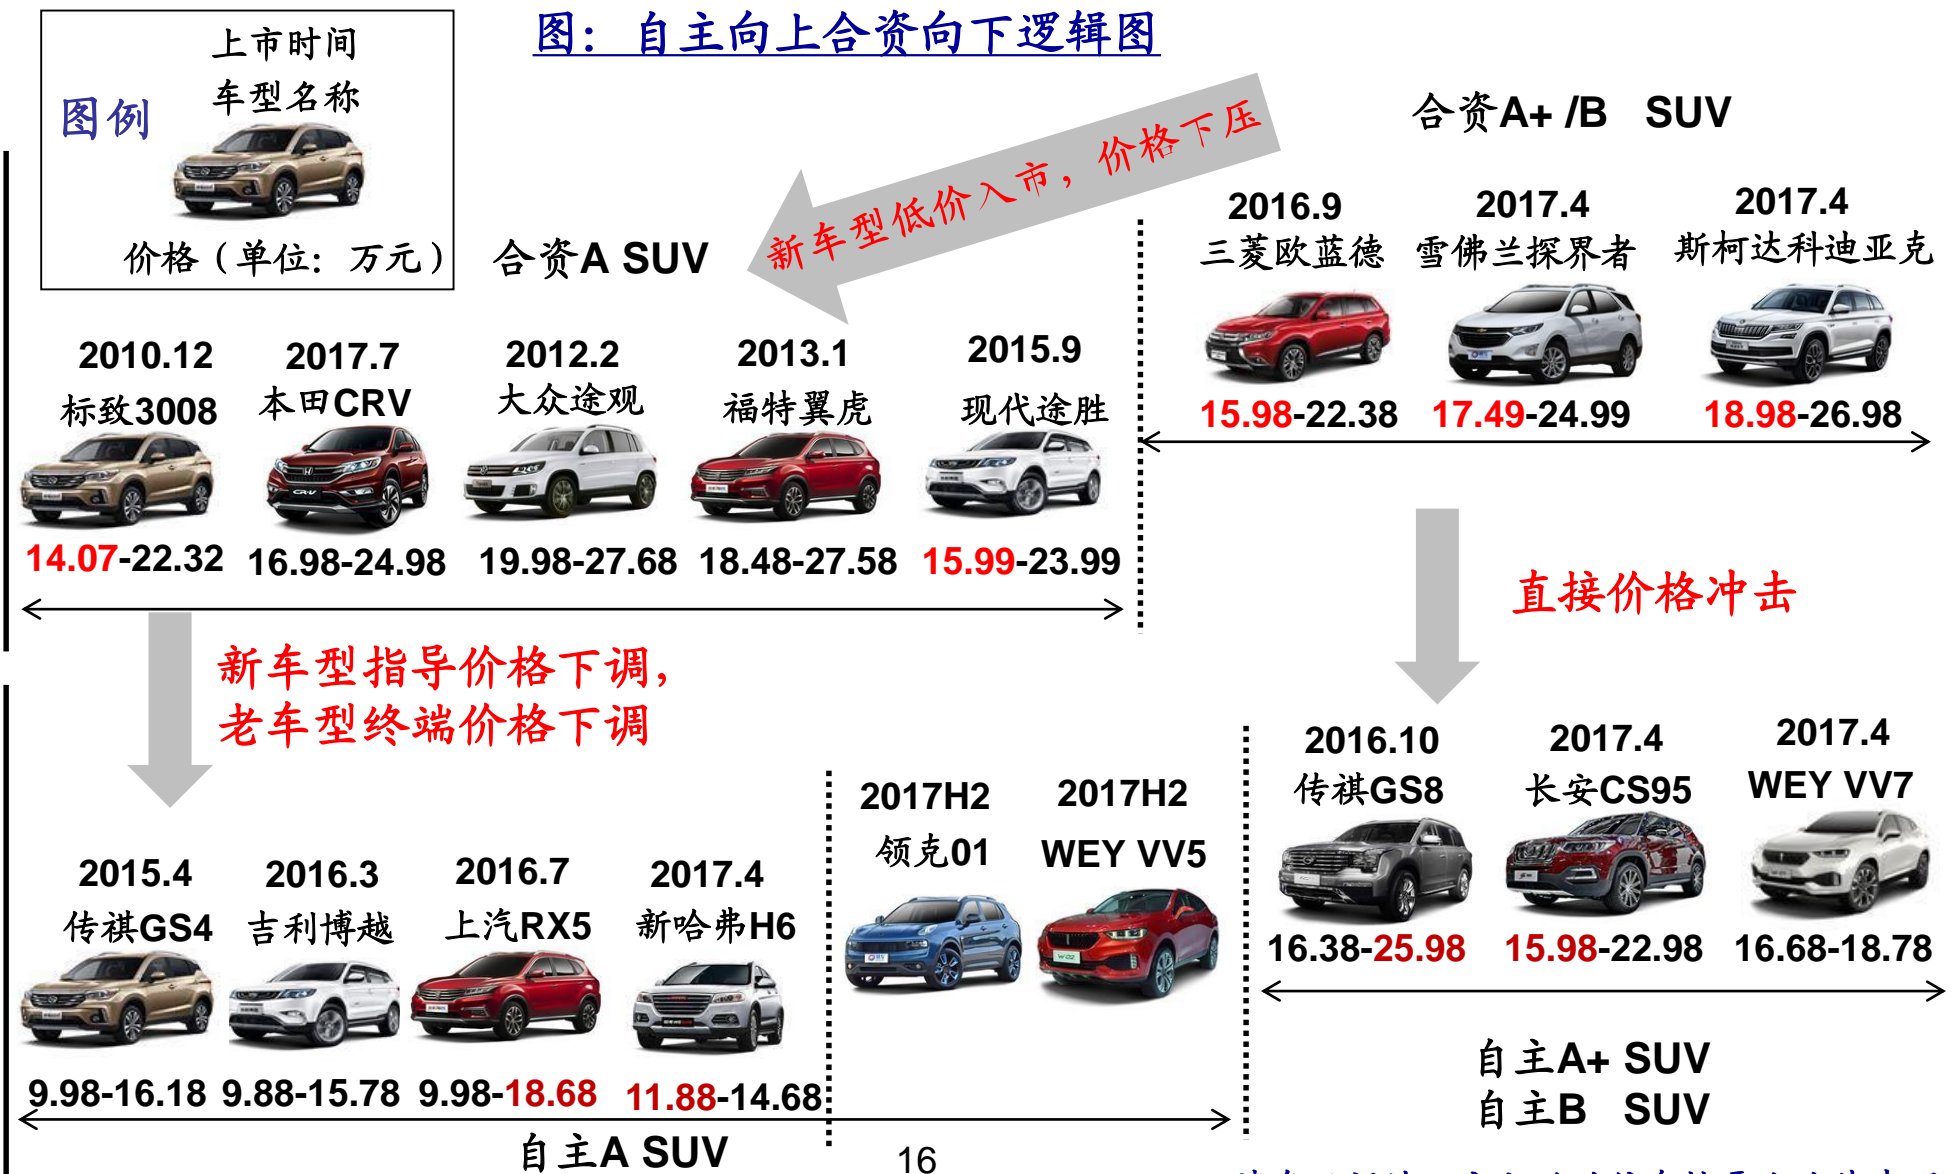 图：自主向上合资向下逻辑图
上市时间
车型名称
图例
价格（单位：万元）
新车型低价入市，价格下压
合资A+ /B SUV
合资A SUV
2016.9 2017.4 2017.4
三菱欧蓝德 雪佛兰探界者 斯柯达科迪亚克
15.98-22.38 17.49-24.99 18.98-26.98
2010.12 2017.7 2012.2 2013.1 2015.9
标致3008 本田CRV 大众途观 福特翼虎 现代途胜
14.07-22.32 16.98-24.98 19.98-27.68 18.48-27.58 15.99-23.99
直接价格冲击
新车型指导价格下调，
老车型终端价格下调
2016.10 2017.4 2017.4
传祺GS8 长安CS95 WEY VV7
16.38-25.98 15.98-22.98 16.68-18.78
2017H2 2017H2
领克01 WEY VV5
2015.4 2016.3 2016.7 2017.4
传祺GS4 吉利博越 上汽RX5 新哈弗H6
9.98-16.18 9.88-15.78 9.98-18.68 11.88-14.68
自主A+ SUV
自主B SUV
自主A SUV
16